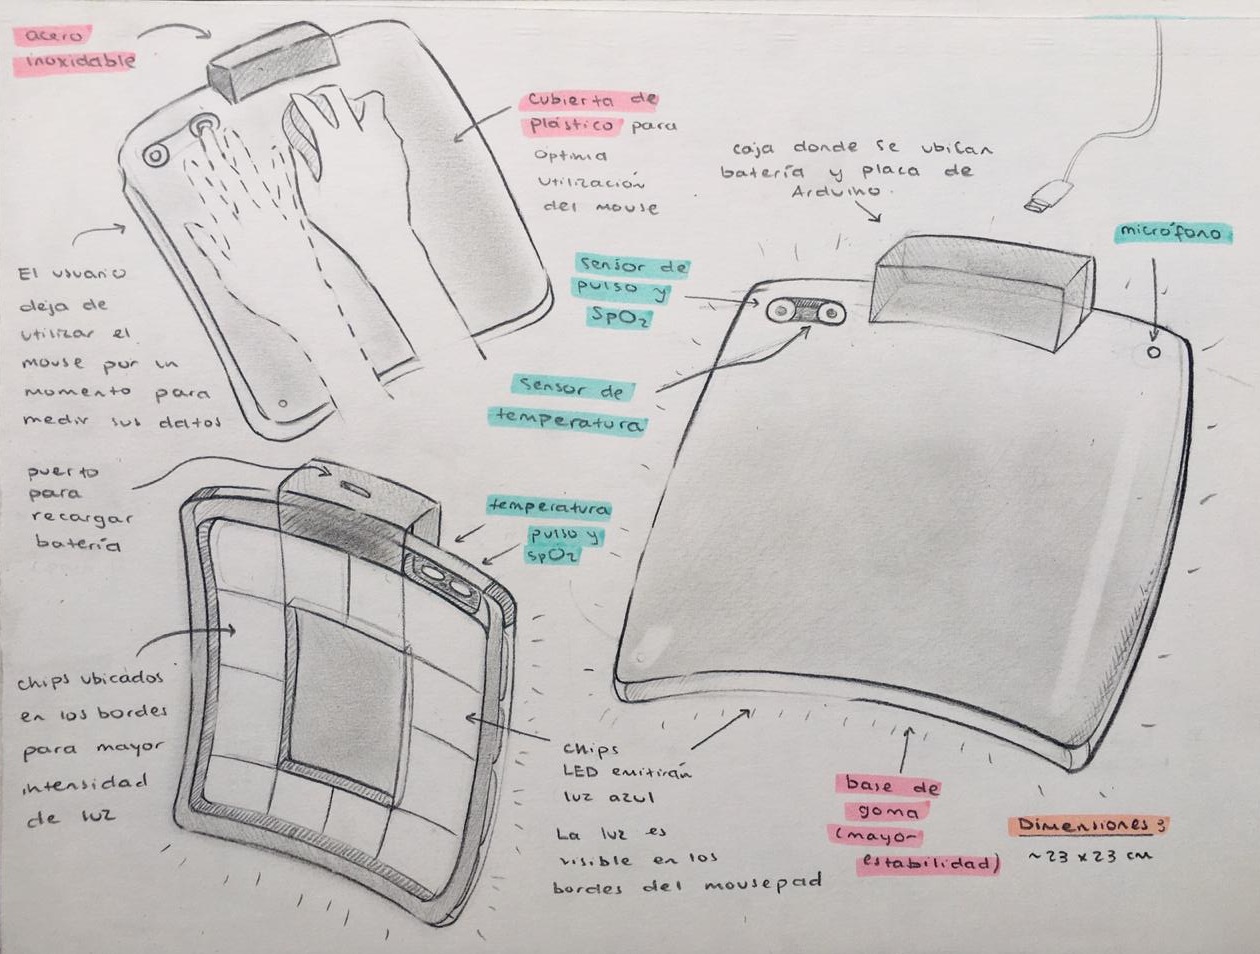 acero
inoxidable
cubierta de
plástico para
óptima
utilización
del mouse
caja donde se ubican
batería y placa de
Arduino.
micrófono
sensor de
pulso y
SpO2
sensor de
temperatura
El usuario
deja de
utilizar el
mouse por un
momento para
medir sus datos
puerto
para
recargar
batería
temperatura
pulso y
SpO2
chips ubicados
en los bordes
para mayor
intensidad
de luz
chips
LED emitirán
luz azul
La luz es
visible en los
bordes del mousepad
base de
goma
(mayor
estabilidad)
Dimensiones:
~23 x 23 cm